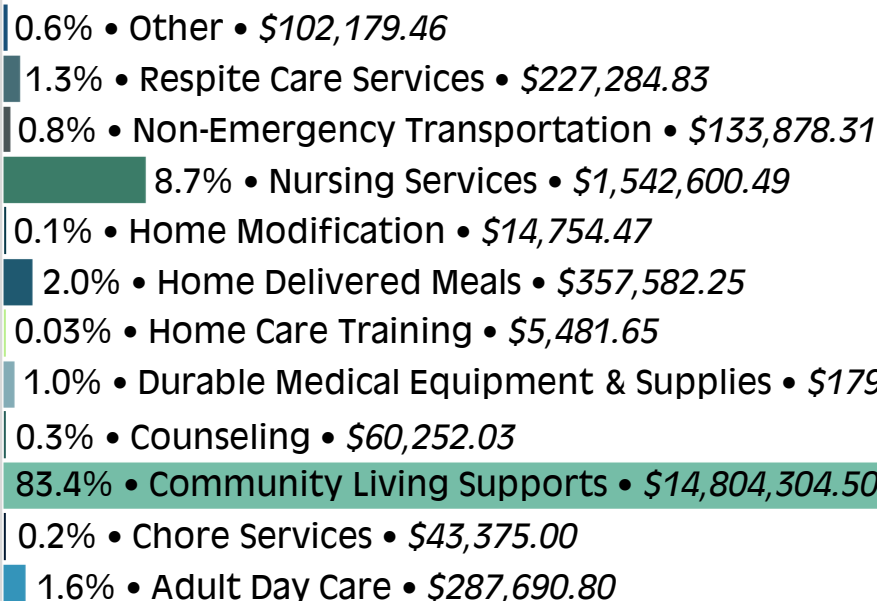 0.6% • Other • $102,179.46
1.3% • Respite Care Services • $227,284.83
0.8% • Non-Emergency Transportation • $133,878.31
8.7% • Nursing Services • $1,542,600.49
0.1% • Home Modification • $14,754.47
2.0% • Home Delivered Meals • $357,582.25
0.03% • Home Care Training • $5,481.65
1.0% • Durable Medical Equipment & Supplies • $179
0.3% • Counseling • $60,252.03
83.4% • Community Living Supports • $14,804,304.50
0.2% • Chore Services • $43,375.00
1.6% • Adult Day Care • $287,690.80